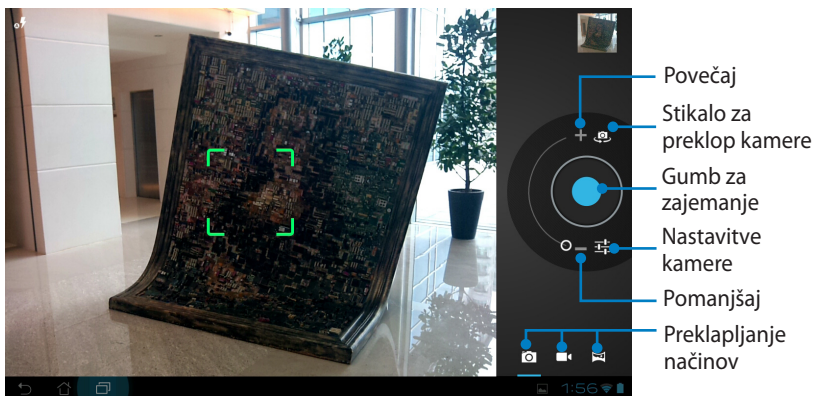 Povečaj
Stikalo za
preklop kamere
Gumb za
zajemanje
Nastavitve
kamere
Pomanjšaj
Preklapljanje
načinov
1:56